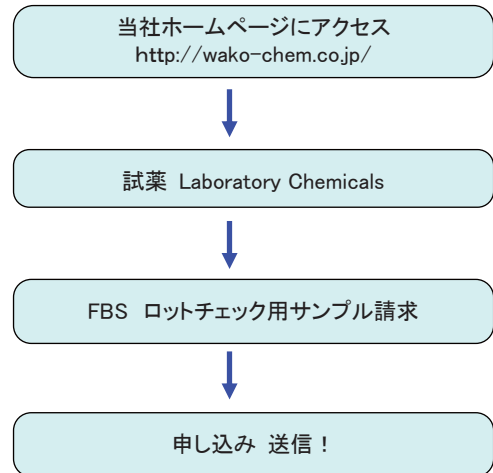 当社ホームページにアクセス
http://wako-chem.co.jp/
試薬 Laboratory Chemicals
FBS ロットチェック用サンプル請求
申し込み 送信！